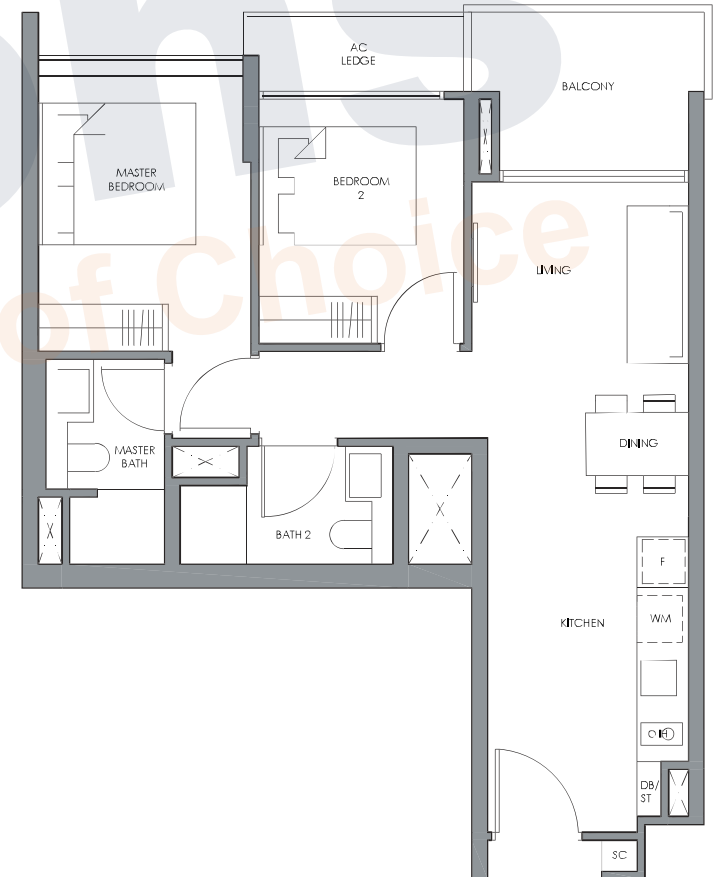 ons
of Choice
AC
LEDGE
BALCONY
MASTER
BEDROOM
BEDROOM
2
LIVING
DINING
MASTER
BATH
BATH 2
F
KITCHEN
WM
DB/
ST
SC